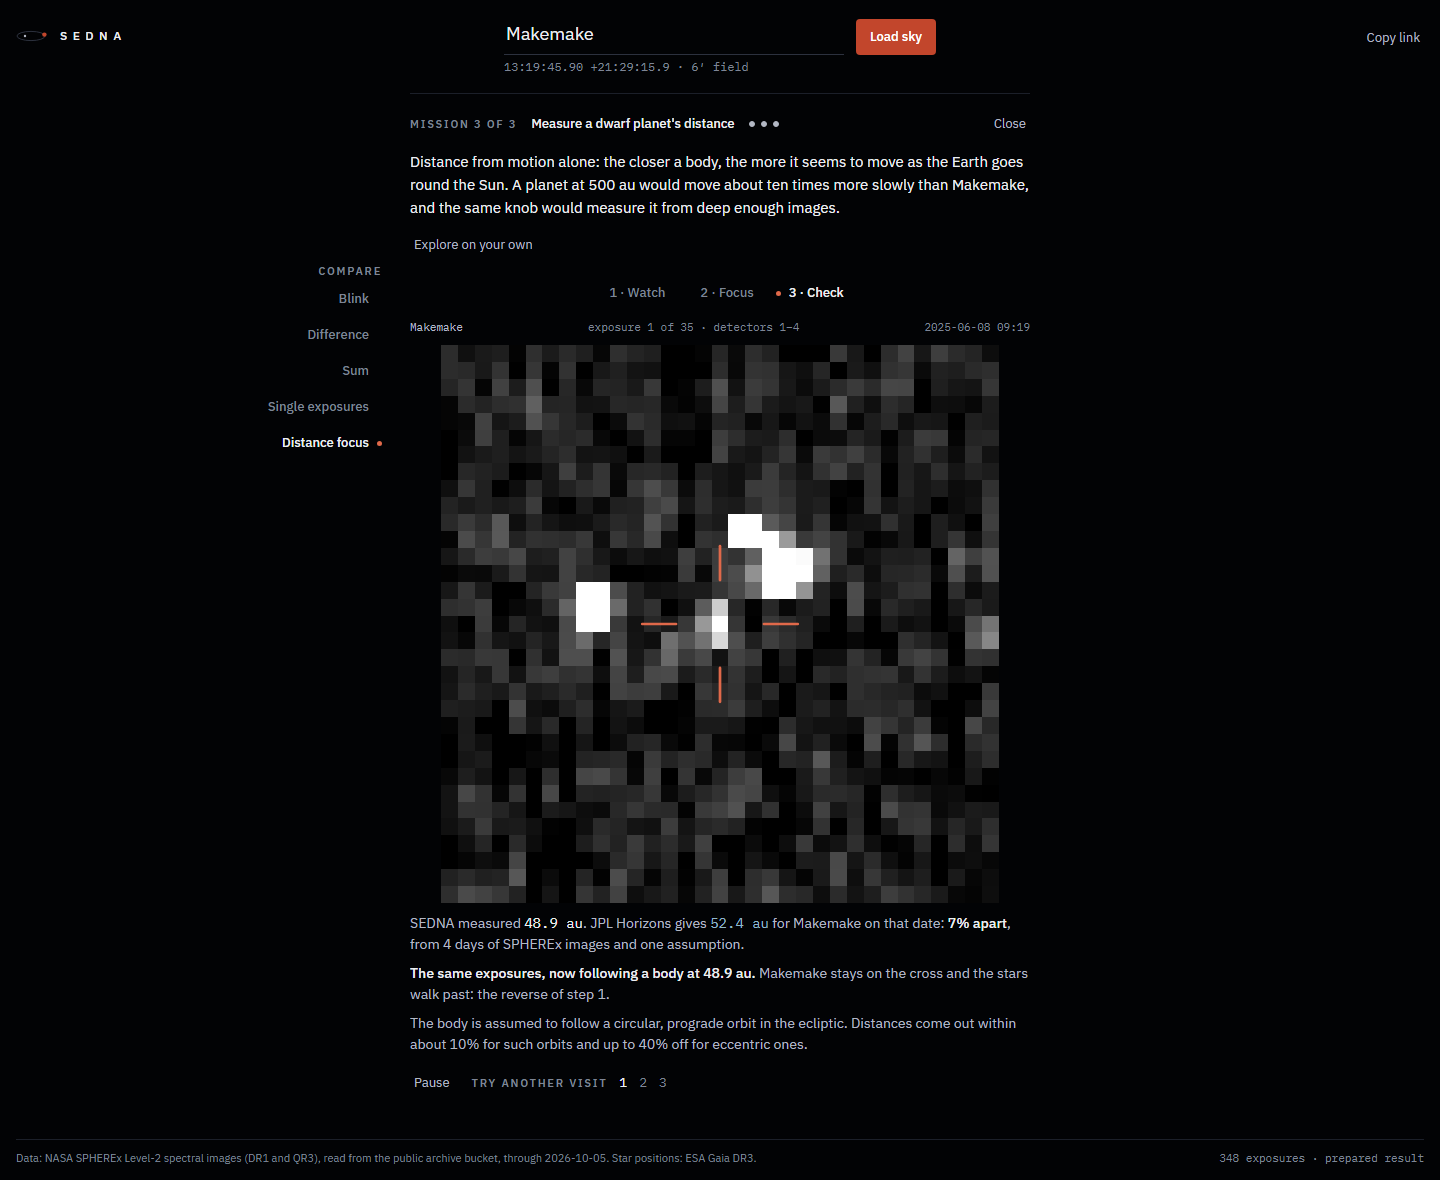 SEDNA
Makemake
Load sky
Copy link
13:19:45.90 +21:29:15.9 · 6′ field
MISSION 3 OF 3 Measure a dwarf planet's distance
Close
Distance from motion alone: the closer a body, the more it seems to move as the Earth goes
round the Sun. A planet at 500 au would move about ten times more slowly than Makemake,
and the same knob would measure it from deep enough images.
Explore on your own
COMPARE
Blink
Difference
Sum
Single exposures
Distance focus
1 · Watch
2 · Focus
3 · Check
Makemake
exposure 1 of 35 · detectors 1–4
2025-06-08 09:19
SEDNA measured 48.9 au. JPL Horizons gives 52.4 au for Makemake on that date: 7% apart,
from 4 days of SPHEREx images and one assumption.
The same exposures, now following a body at 48.9 au. Makemake stays on the cross and the stars
walk past: the reverse of step 1.
The body is assumed to follow a circular, prograde orbit in the ecliptic. Distances come out within
about 10% for such orbits and up to 40% off for eccentric ones.
Pause
TRY ANOTHER VISIT 1 2 3
Data: NASA SPHEREx Level-2 spectral images (DR1 and QR3), read from the public archive bucket, through 2026-10-05. Star positions: ESA Gaia DR3.
348 exposures · prepared result